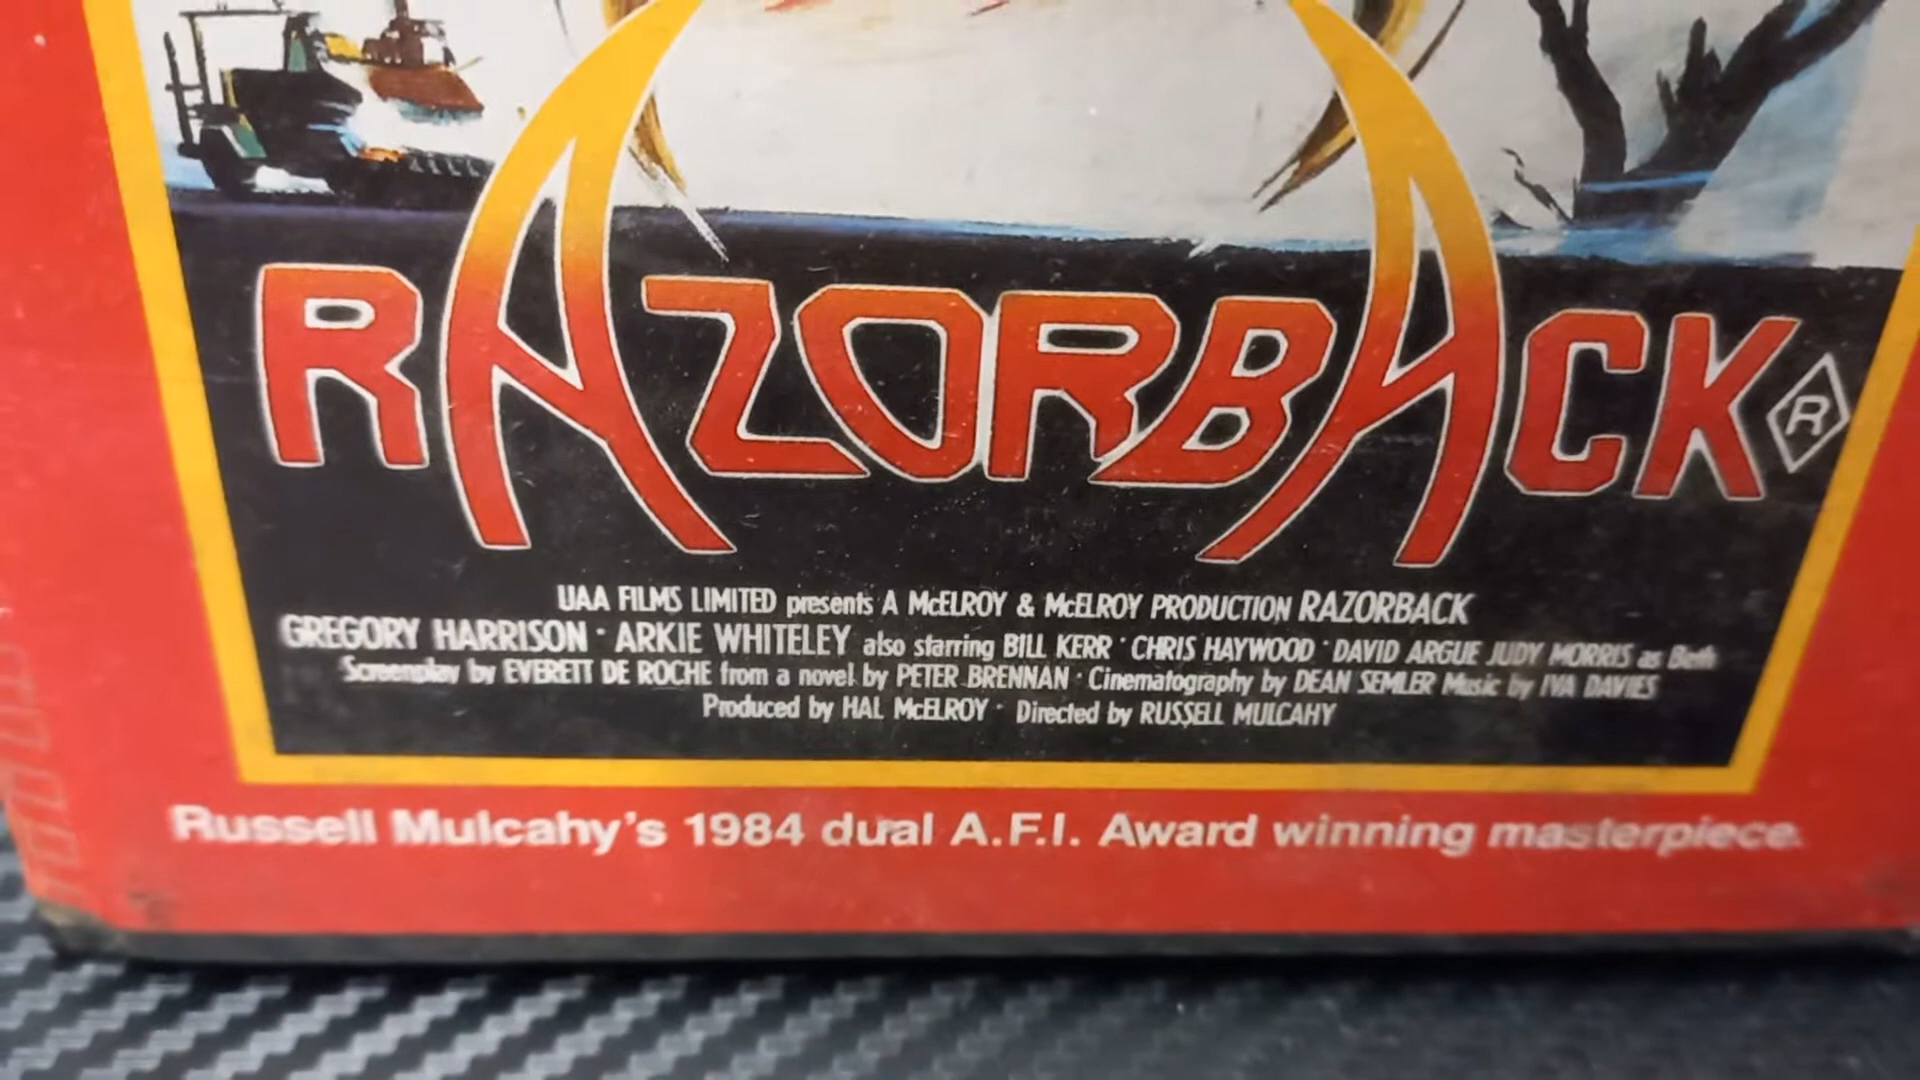 RAZORBACK R
UAA FILMS LIMITED presents A McELROY & McELROY PRODUCTION RAZORBACK
GREGORY HARRISON · ARKIE WHITELEY also starring BILL KERR · CHRIS HAYWOOD · DAVID ARGUE JUDY MORRIS as Beth
Screenplay by EVERETT DE ROCHE from a novel by PETER BRENNAN · Cinematography by DEAN SEMLER Music by IVA DAVIES
Produced by HAL McELROY · Directed by RUSSELL MULCAHY
Russell Mulcahy's 1984 dual A.F.I. Award winning masterpiece.